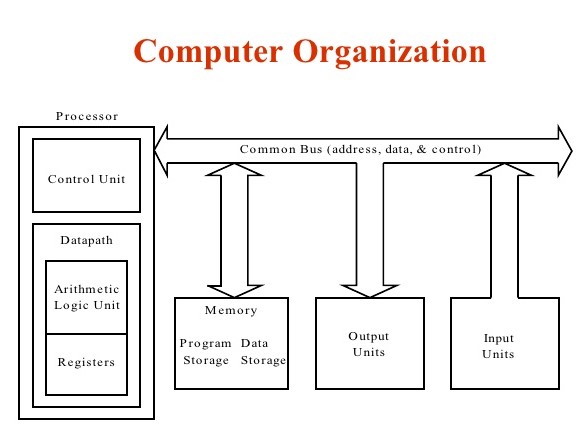 Computer Organization
Processor
Common Bus (address, data, & control)
Control Unit
Datapath
Arithmetic
Logic Unit
Registers
Memory
Program Data
Storage Storage
Output
Units
Input
Units